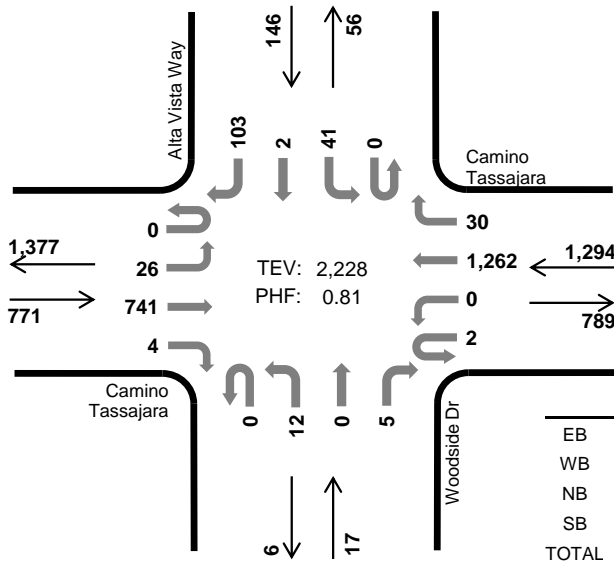 146
56
Alta Vista Way
103
2
41
0
Camino
Tassajara
0
30
1,377
26
TEV: 2,228
1,262
1,294
771
741
PHF: 0.81
0
789
4
2
Camino
Tassajara
0
12
0
5
Woodside Dr
EB
WB
NB
SB
TOTAL
6
17